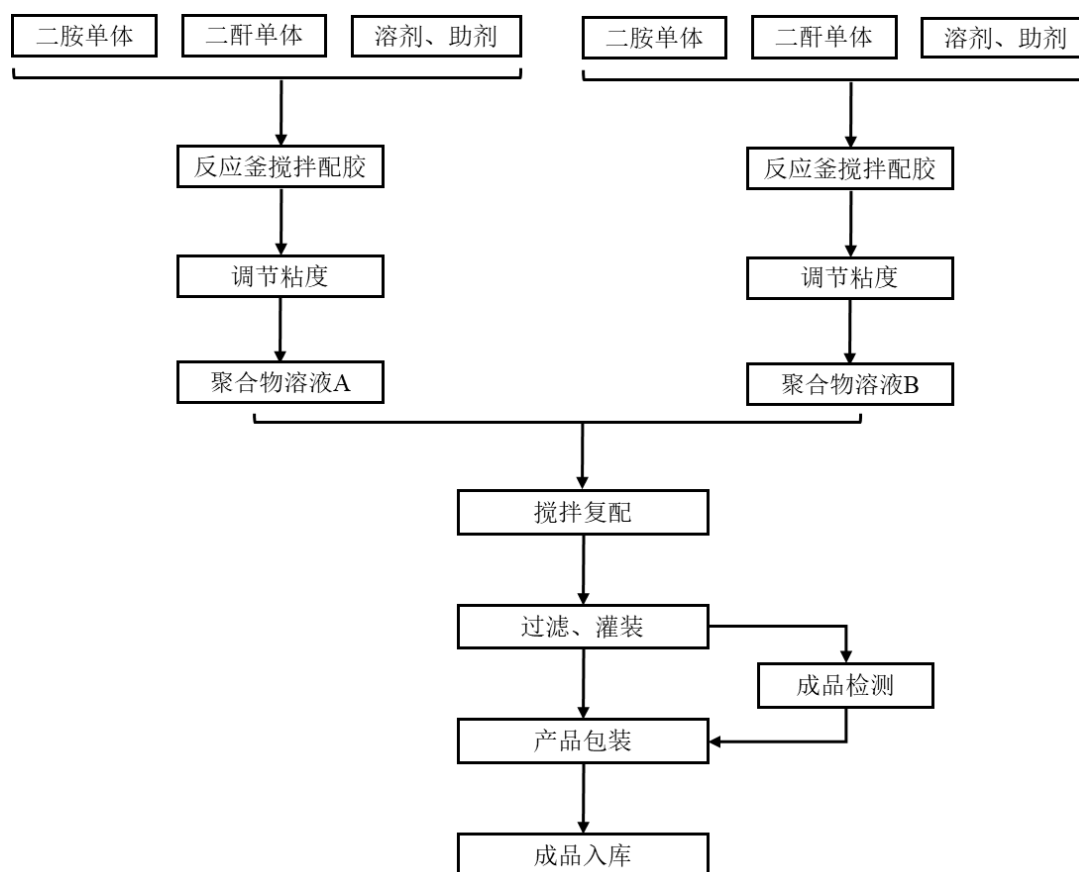 二胺单体
二酐单体
溶剂、助剂
二胺单体
二酐单体
溶剂、助剂
反应釜搅拌配胶
反应釜搅拌配胶
调节粘度
调节粘度
聚合物溶液A
聚合物溶液B
搅拌复配
过滤、灌装
成品检测
产品包装
成品入库